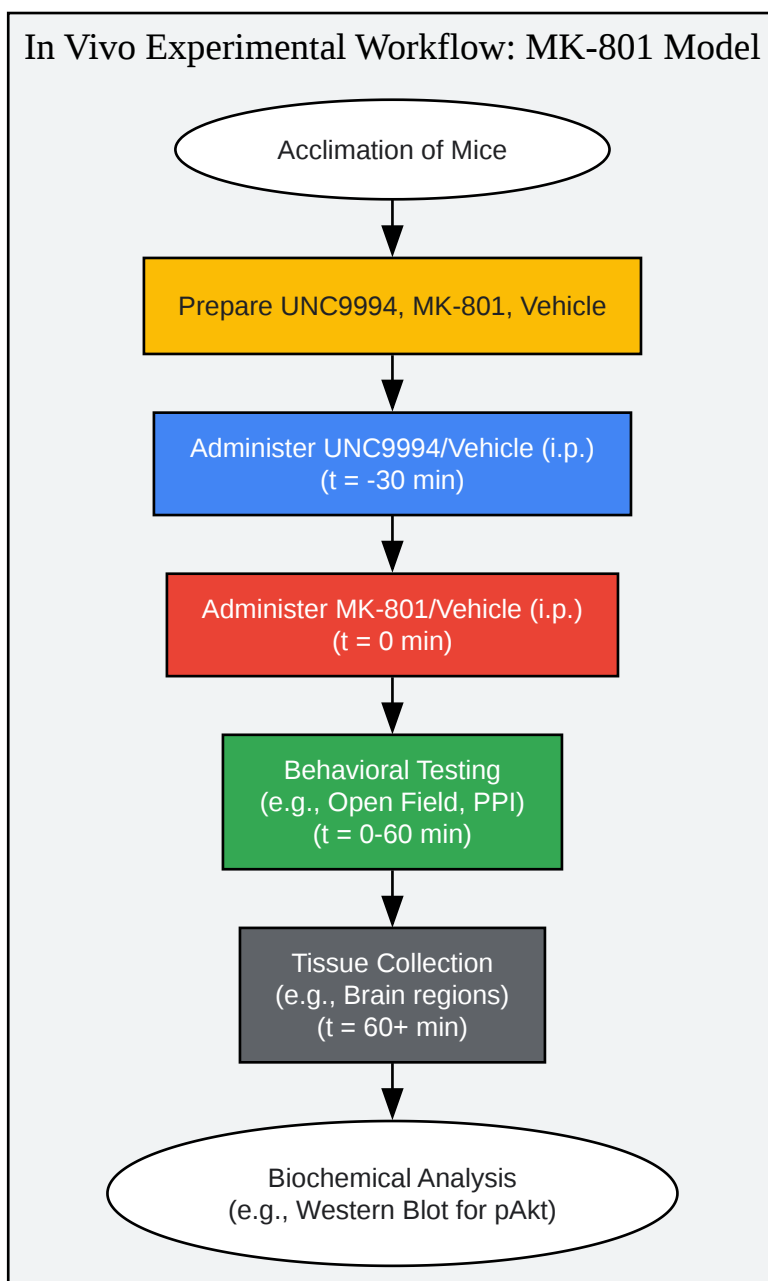 In Vivo Experimental Workflow: MK-801 Model
Acclimation of Mice
Prepare UNC9994, MK-801, Vehicle
Administer UNC9994/Vehicle (i.p.)
(t = -30 min)
Administer MK-801/Vehicle (i.p.)
(t = 0 min)
Behavioral Testing
(e.g., Open Field, PPI)
(t = 0-60 min)
Tissue Collection
(e.g., Brain regions)
(t = 60+ min)
Biochemical Analysis
(e.g., Western Blot for pAkt)